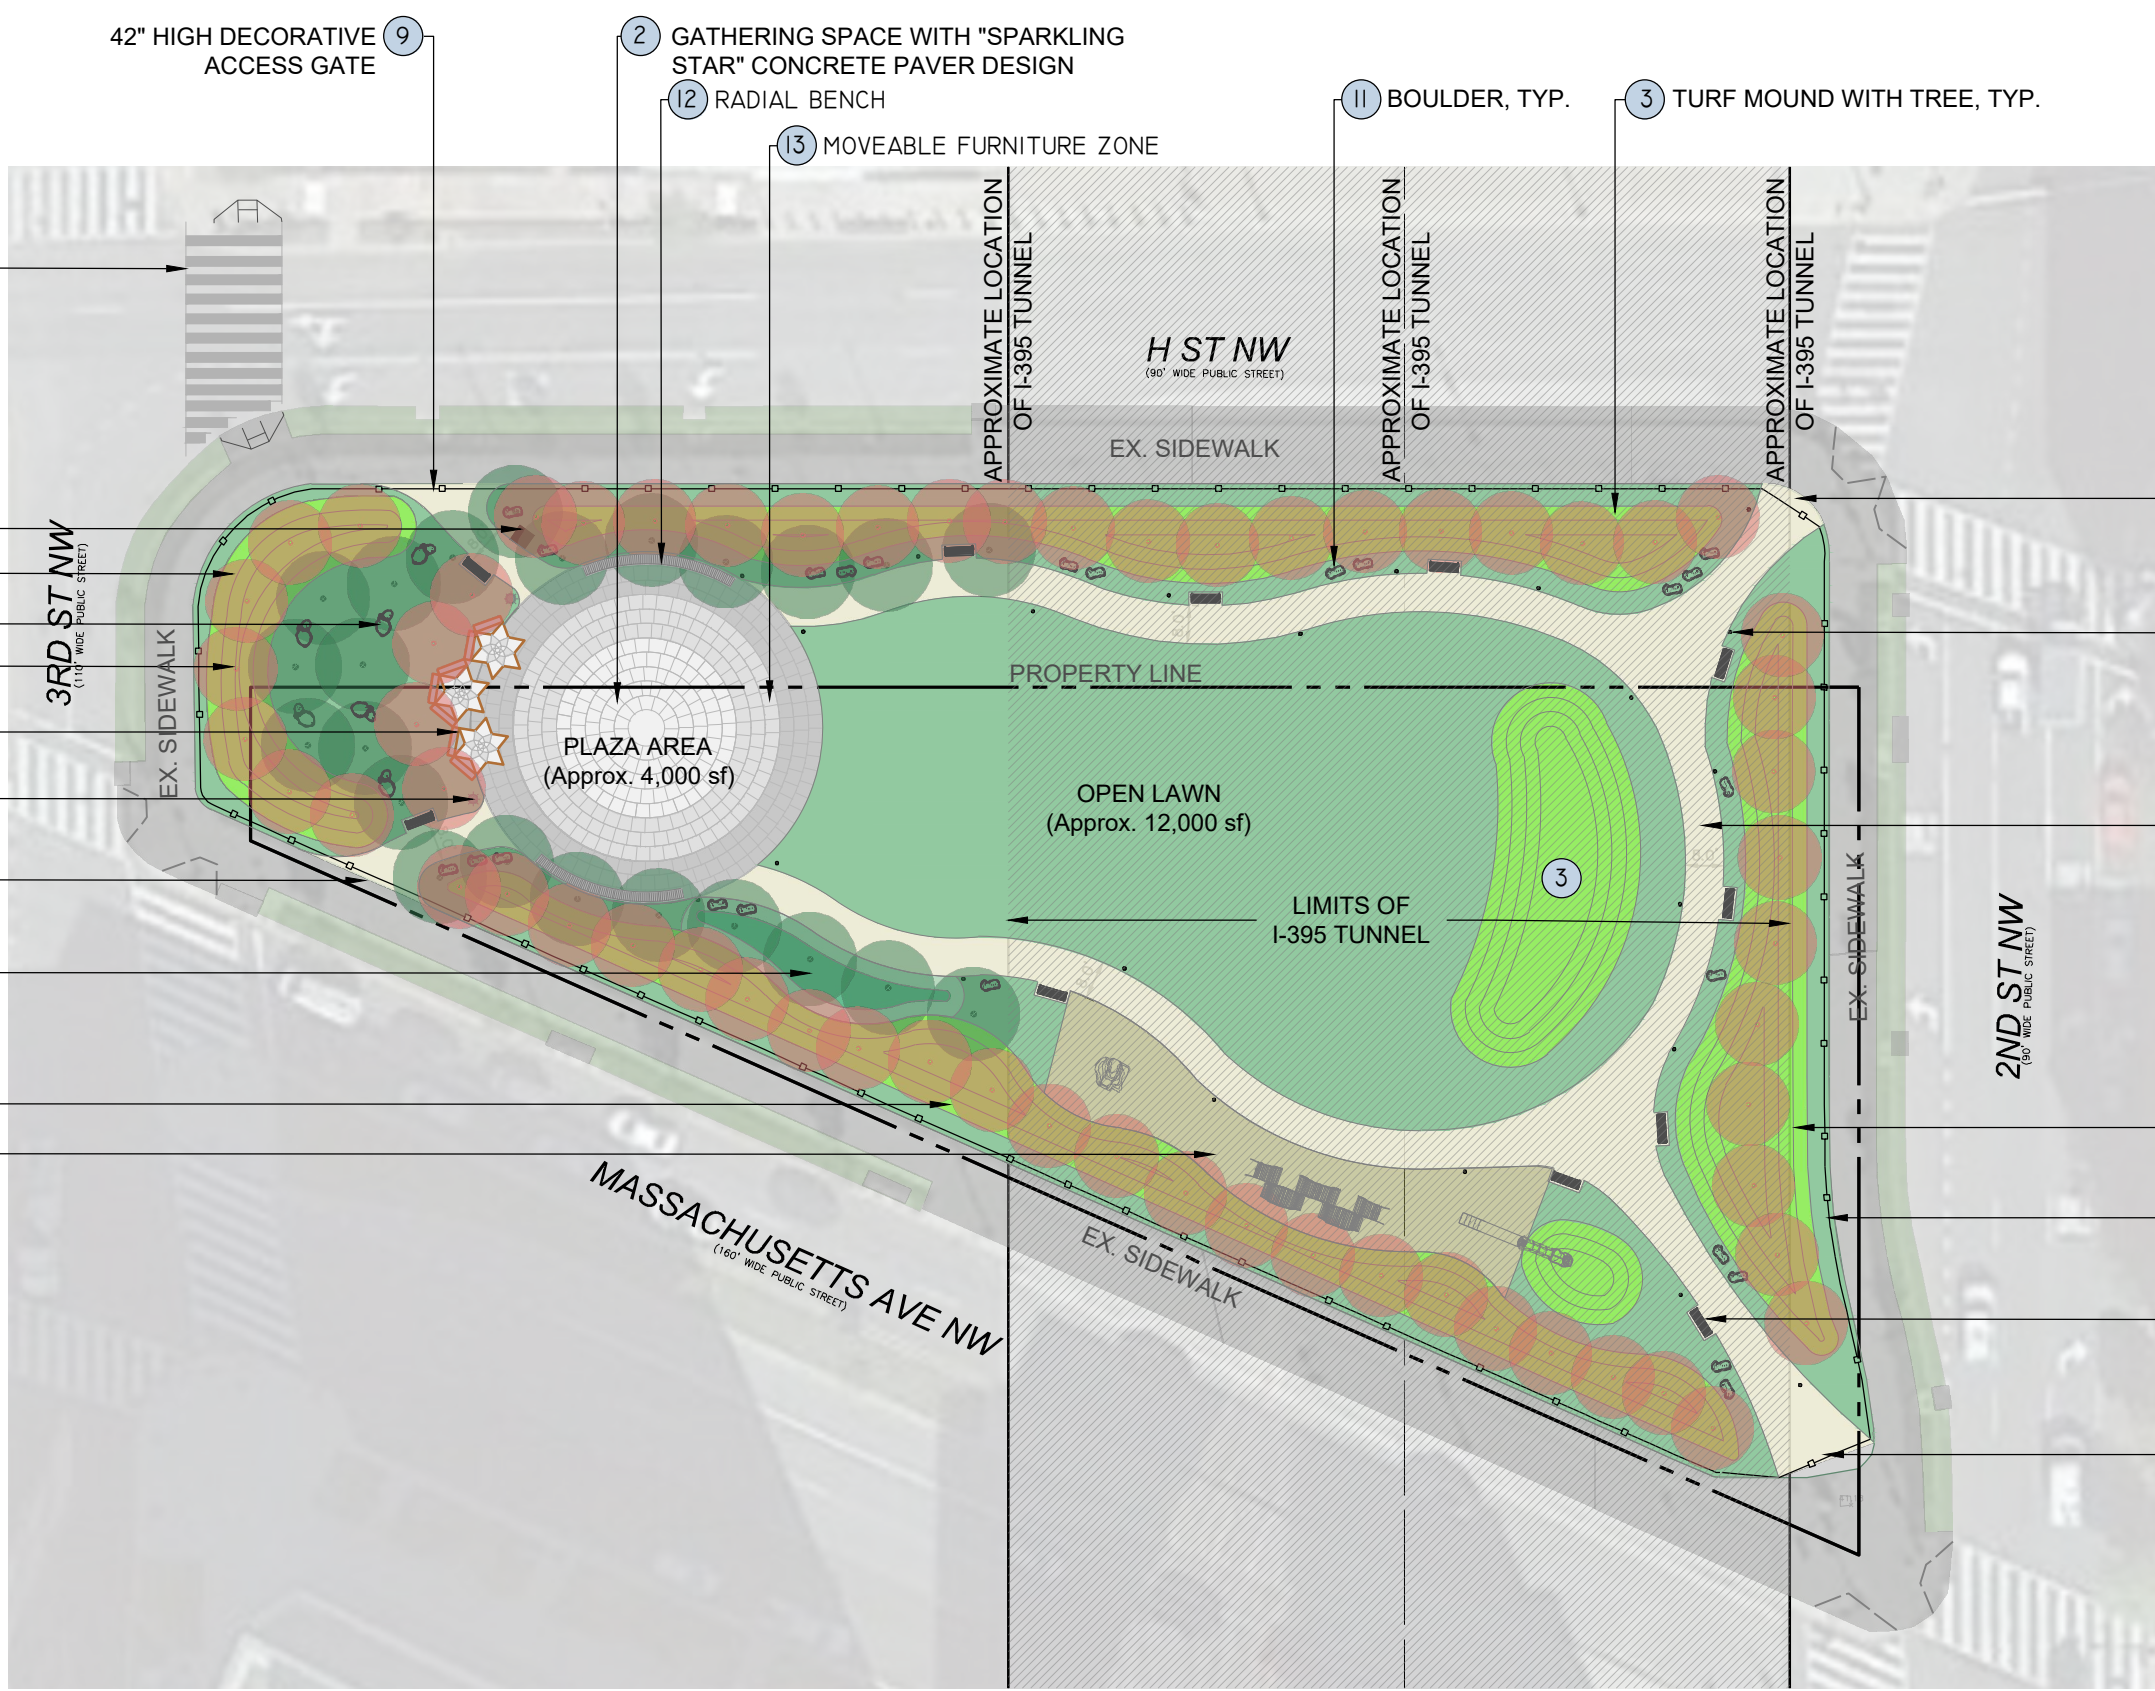 42" HIGH DECORATIVE
ACCESS GATE
9
2
GATHERING SPACE WITH "SPARKLING
STAR" CONCRETE PAVER DESIGN
12 RADIAL BENCH
13 MOVEABLE FURNITURE ZONE
11 BOULDER, TYP.
3 TURF MOUND WITH TREE, TYP.
APPROXIMATE LOCATION
OF I-395 TUNNEL
APPROXIMATE LOCATION
OF I-395 TUNNEL
APPROXIMATE LOCATION
OF I-395 TUNNEL
H ST NW
(90' WIDE PUBLIC STREET)
EX. SIDEWALK
3RD ST NW
(110' WIDE PUBLIC STREET)
EX. SIDEWALK
PROPERTY LINE
PLAZA AREA
(Approx. 4,000 sf)
OPEN LAWN
(Approx. 12,000 sf)
3
LIMITS OF
I-395 TUNNEL
EX. SIDEWALK
2ND ST NW
(90' WIDE PUBLIC STREET)
MASSACHUSETTS AVE NW
(160' WIDE PUBLIC STREET)
EX. SIDEWALK